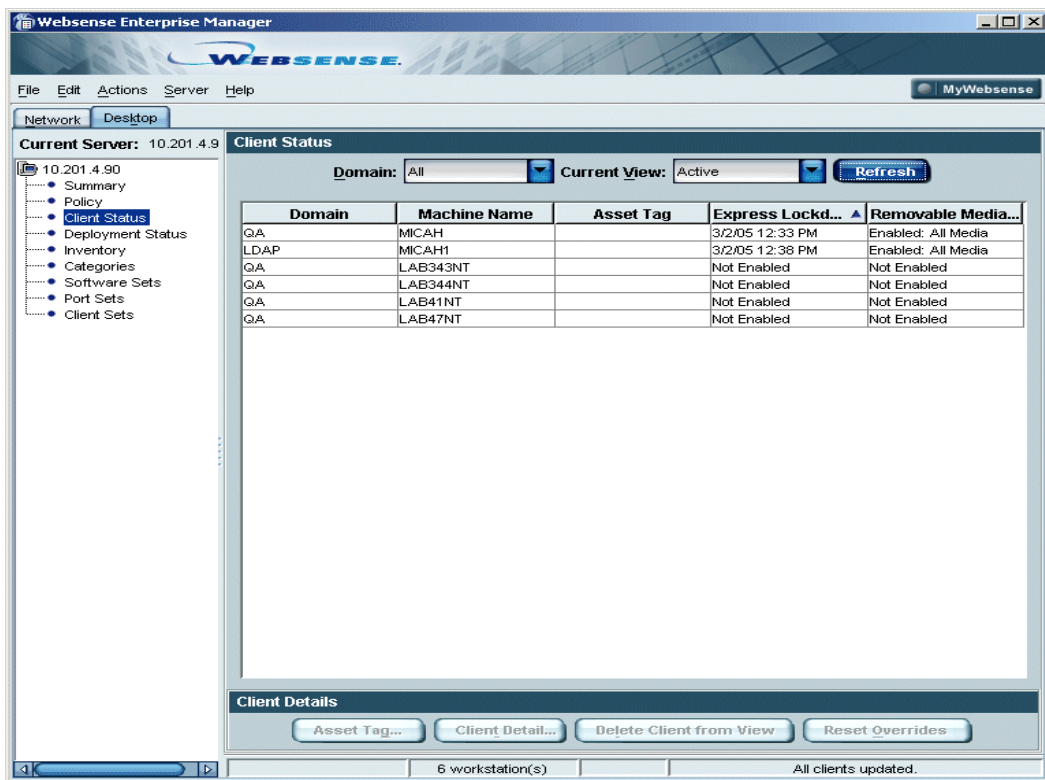 Websense Enterprise Manager
WEBSENSE.
File Edit Actions Server Help
MyWebsense
Network Desktop
Current Server: 10.201.4.9
Client Status
10.201.4.90
Summary
Policy
Client Status
Deployment Status
Inventory
Categories
Software Sets
Port Sets
Client Sets
Domain: All Current View: Active Refresh
Domain Machine Name Asset Tag Express Lockd... Removable Media...
QA MICAH 3/2/05 12:33 PM Enabled: All Media
LDAP MICAH1 3/2/05 12:38 PM Enabled: All Media
QA LAB343NT Not Enabled Not Enabled
QA LAB344NT Not Enabled Not Enabled
QA LAB41NT Not Enabled Not Enabled
QA LAB47NT Not Enabled Not Enabled
Client Details
Asset Tag... Client Detail... Delete Client from View Reset Overrides
6 workstation(s) All clients updated.